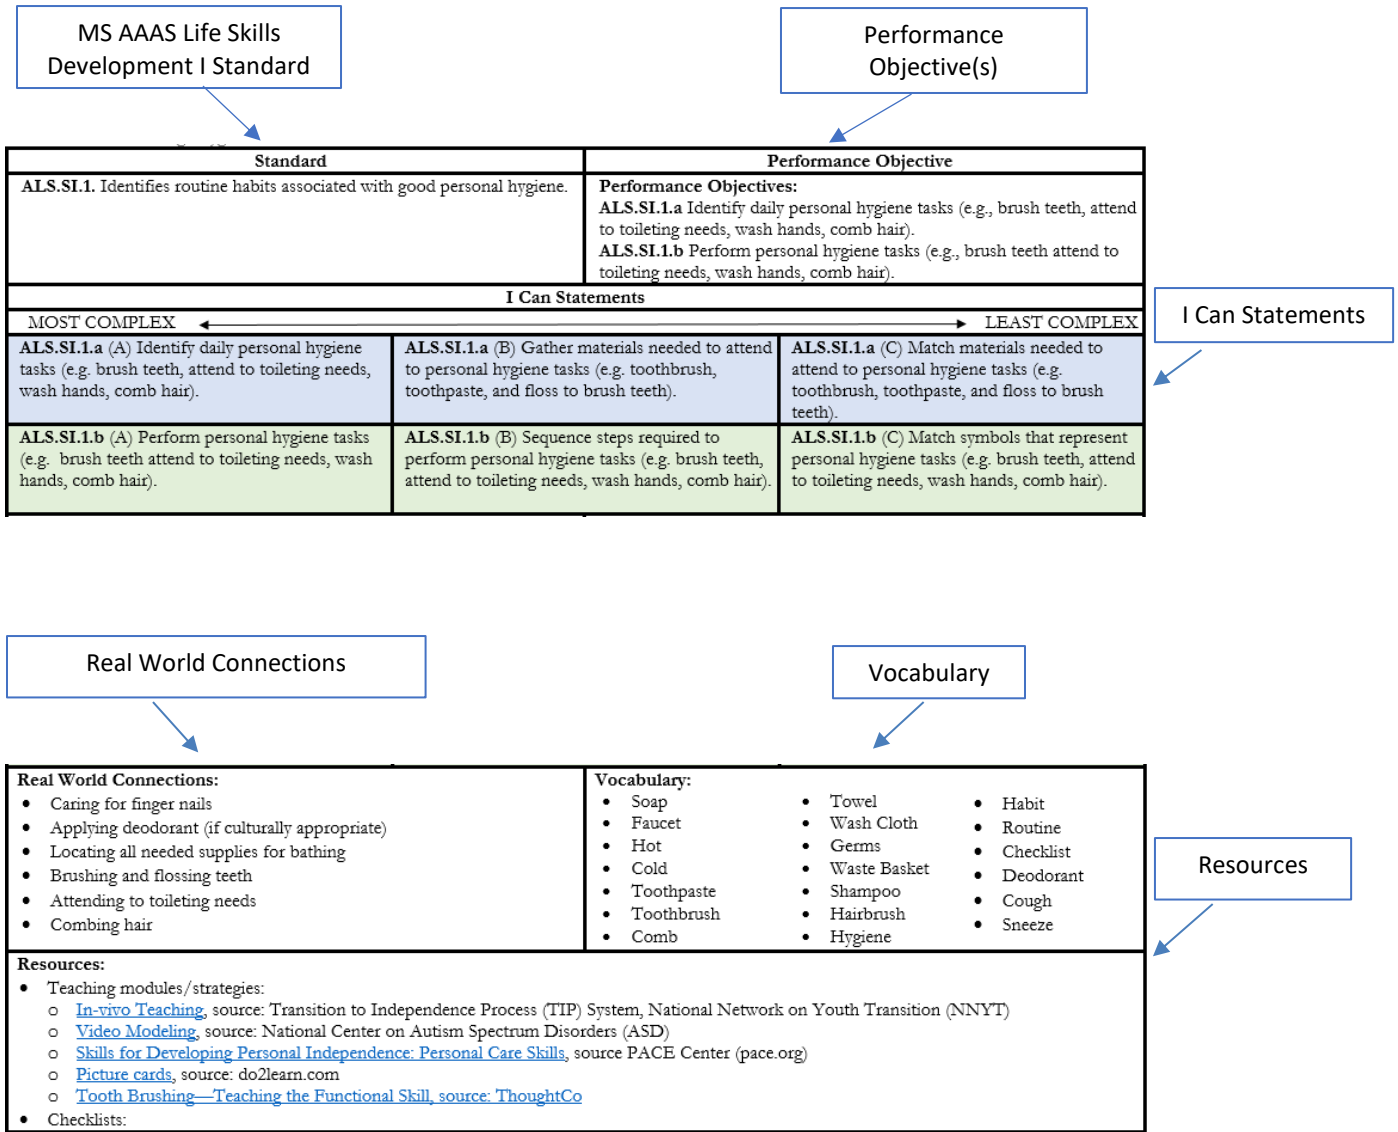 MS AAAS Life Skills
Development I Standard
Performance
Objective(s)
Standard
Performance Objective
ALS.SI.1. Identifies routine habits associated with good personal hygiene.
Performance Objectives:
ALS.SI.1.a Identify daily personal hygiene tasks (e.g., brush teeth, attend
to toileting needs, wash hands, comb hair).
ALS.SI.1.b Perform personal hygiene tasks (e.g., brush teeth attend to
toileting needs, wash hands, comb hair).
I Can Statements
MOST COMPLEX
LEAST COMPLEX
I Can Statements
ALS.SI.1.a (A) Identify daily personal hygiene
tasks (e.g. brush teeth, attend to toileting needs,
wash hands, comb hair).
ALS.SI.1.a (B) Gather materials needed to attend
to personal hygiene tasks (e.g. toothbrush,
toothpaste, and floss to brush teeth).
ALS.SI.1.a (C) Match materials needed to
attend to personal hygiene tasks (e.g.
toothbrush, toothpaste, and floss to brush
teeth).
ALS.SI.1.b (A) Perform personal hygiene tasks
(e.g. brush teeth attend to toileting needs, wash
hands, comb hair).
ALS.SI.1.b (B) Sequence steps required to
perform personal hygiene tasks (e.g. brush teeth,
attend to toileting needs, wash hands, comb hair).
ALS.SI.1.b (C) Match symbols that represent
personal hygiene tasks (e.g. brush teeth, attend
to toileting needs, wash hands, comb hair).
Real World Connections
Vocabulary
Real World Connections:
• Caring for finger nails
• Applying deodorant (if culturally appropriate)
• Locating all needed supplies for bathing
• Brushing and flossing teeth
• Attending to toileting needs
• Combing hair
Vocabulary:
• Soap
• Faucet
• Hot
• Cold
• Toothpaste
• Toothbrush
• Comb
• Towel
• Wash Cloth
• Germs
• Waste Basket
• Shampoo
• Hairbrush
• Hygiene
• Habit
• Routine
• Checklist
• Deodorant
• Cough
• Sneeze
Resources
Resources:
• Teaching modules/strategies:
o In-vivo Teaching, source: Transition to Independence Process (TIP) System, National Network on Youth Transition (NNYT)
o Video Modeling, source: National Center on Autism Spectrum Disorders (ASD)
o Skills for Developing Personal Independence: Personal Care Skills, source PACE Center (pace.org)
o Picture cards, source: do2learn.com
o Tooth Brushing—Teaching the Functional Skill, source: ThoughtCo
• Checklists: